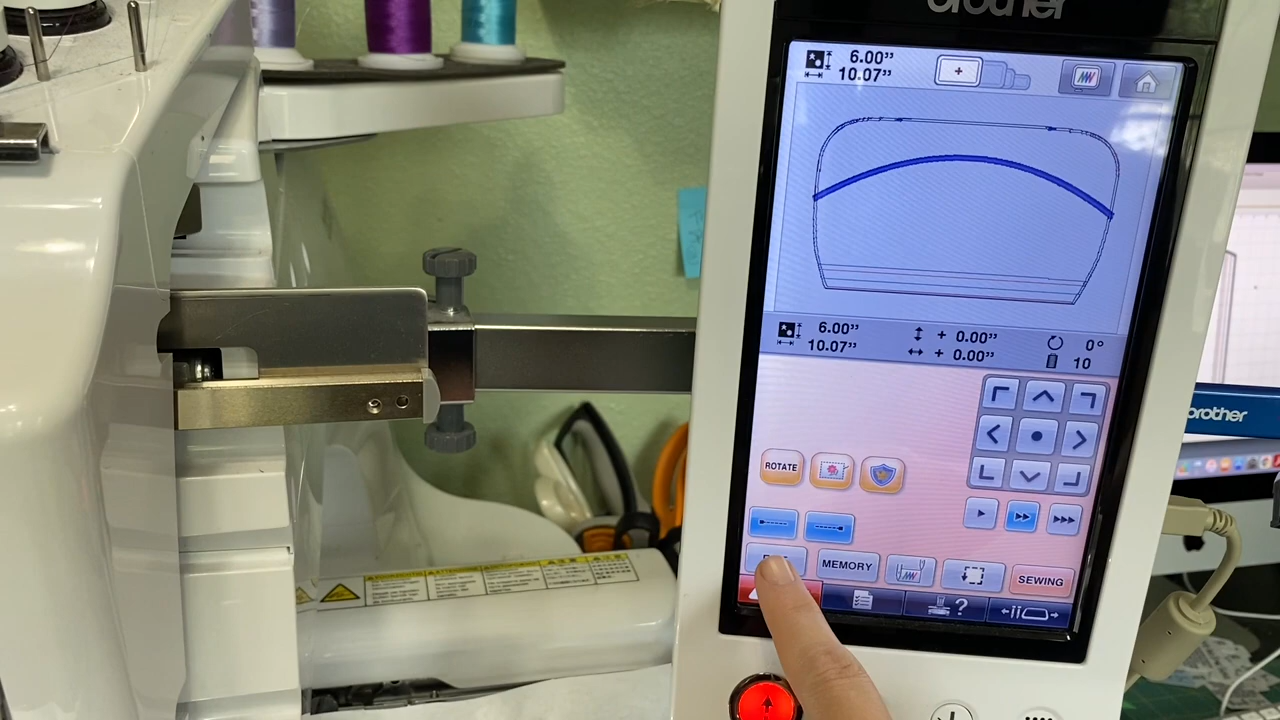 brother
6.00"
10.07"
6.00"
10.07"
+ 0.00"
+ 0.00"
0°
10
ROTATE
MEMORY
SEWING
?
brother